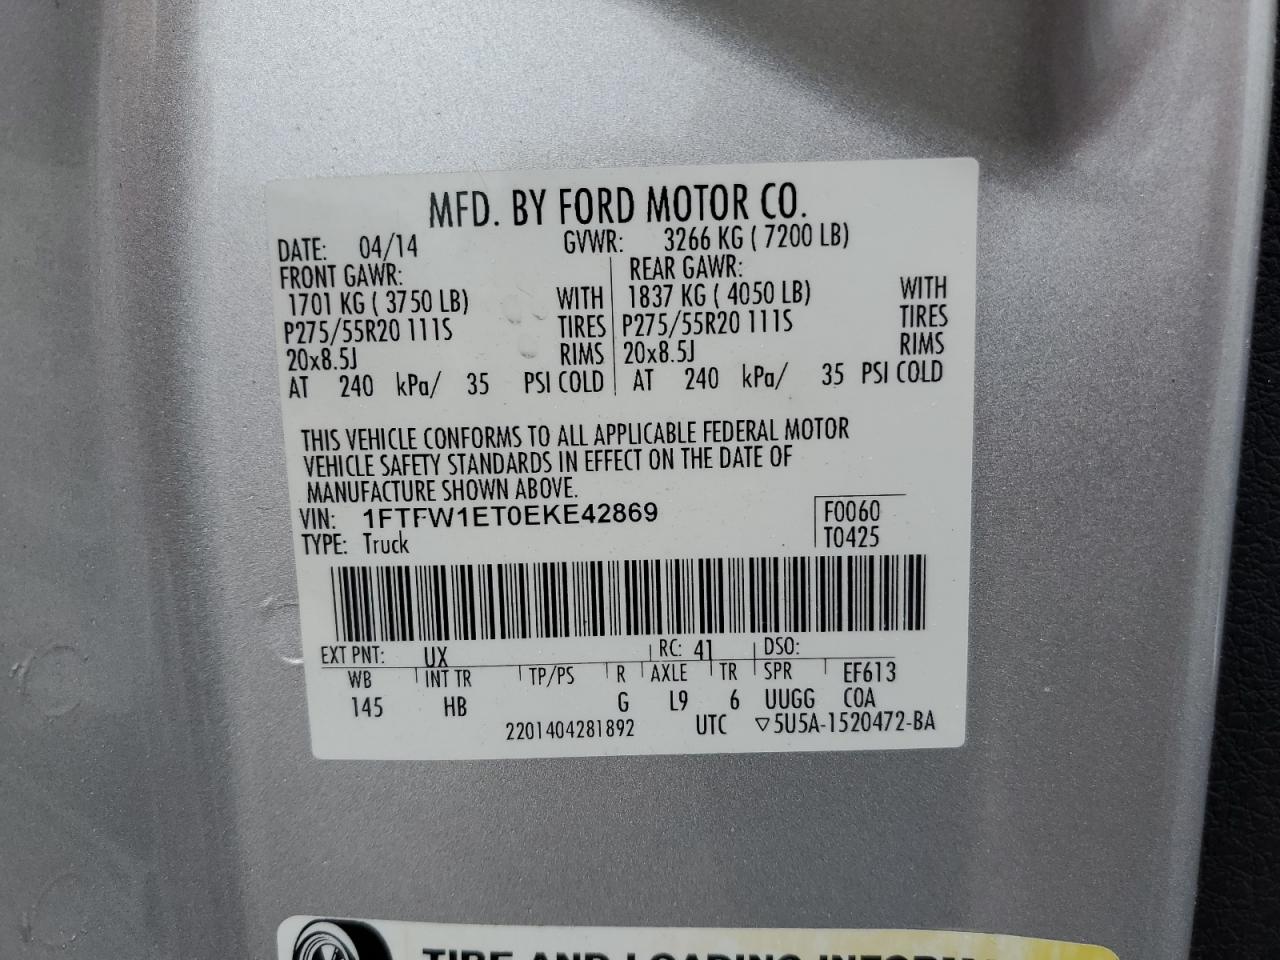 MFD. BY FORD MOTOR CO.
DATE: 04/14 GVWR: 3266 KG ( 7200 LB)
FRONT GAWR: REAR GAWR:
1701 KG ( 3750 LB) WITH 1837 KG ( 4050 LB) WITH
P275/55R20 111S TIRES P275/55R20 111S TIRES
20x8.5J RIMS 20x8.5J RIMS
AT 240 kPa/ 35 PSI COLD AT 240 kPa/ 35 PSI COLD
THIS VEHICLE CONFORMS TO ALL APPLICABLE FEDERAL MOTOR
VEHICLE SAFETY STANDARDS IN EFFECT ON THE DATE OF
MANUFACTURE SHOWN ABOVE.
VIN: 1FTFW1ET0EKE42869 F0060
TYPE: Truck T0425
EXT PNT: UX RC: 41 DSO:
WB INT TR TP/PS R AXLE TR SPR EF613
145 HB G L9 6 UUGG COA
2201404281892 UTC ▽5U5A-1520472-BA
TIRE AND LOADING